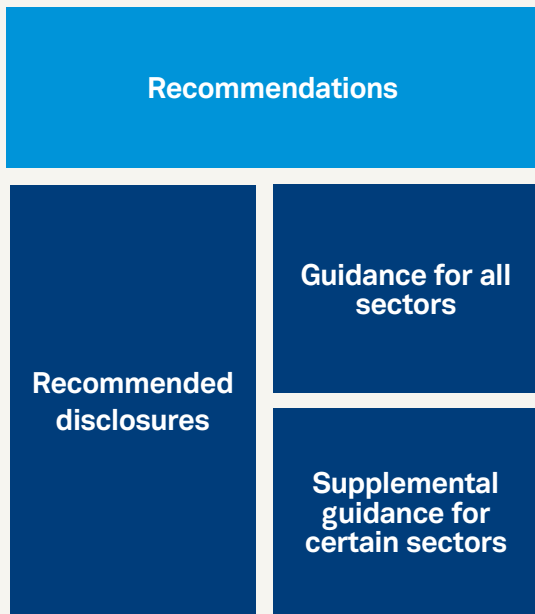 Recommendations
Recommended
disclosures
Guidance for all
sectors
Supplemental
guidance for
certain sectors